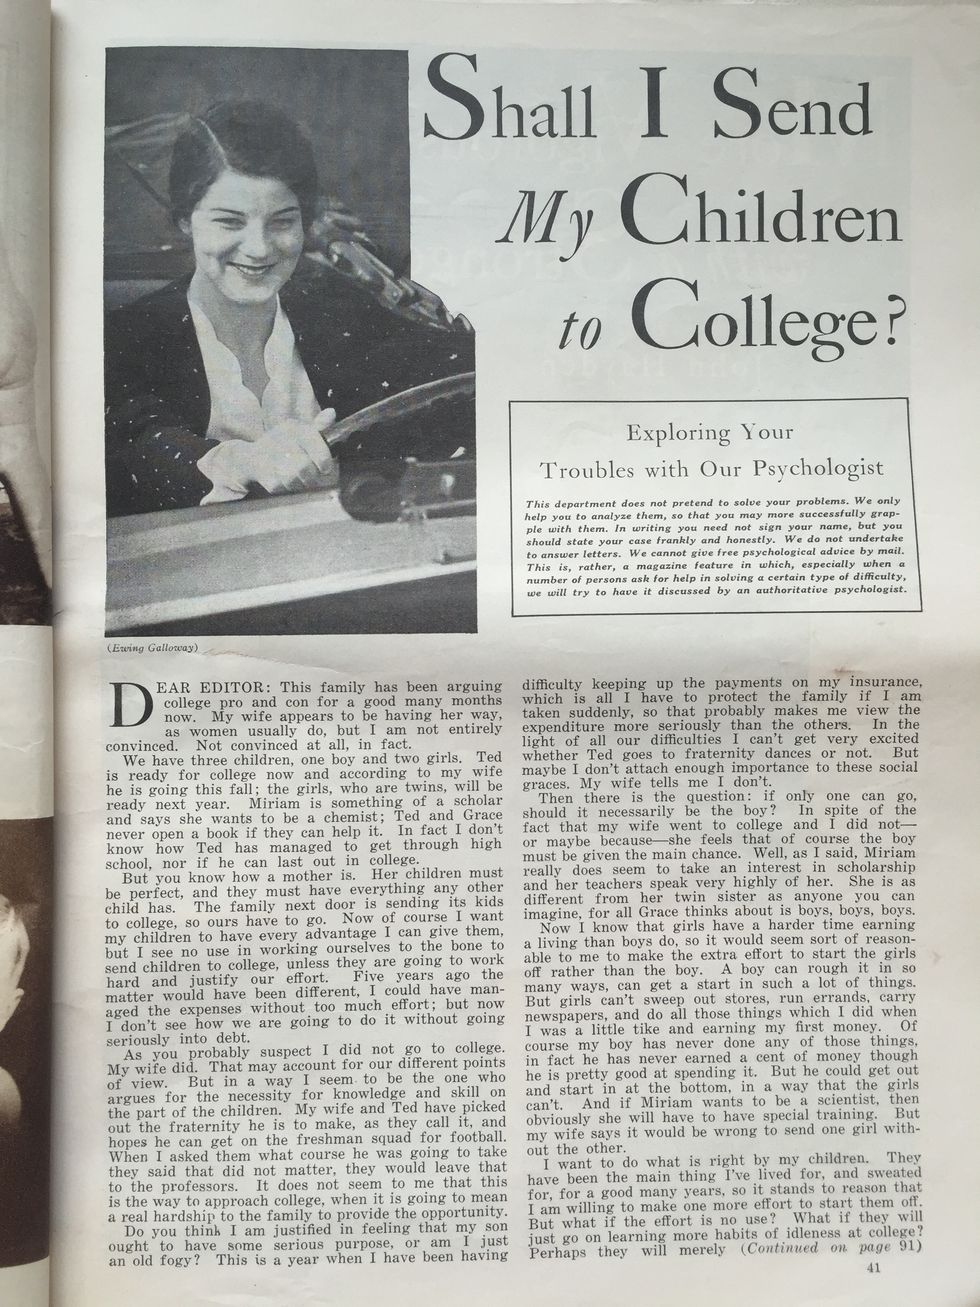 Shall I Send
My Children
to College?
Exploring Your
Troubles with Our Psychologist
This department does not pretend to solve your problems. We only
help you to analyze them, so that you may more successfully grap-
ple with them. In writing you need not sign your name, but you
should state your case frankly and honestly. We do not undertake
to answer letters. We cannot give free psychological advice by mail.
This is, rather, a magazine feature in which, especially when a
number of persons ask for help in solving a certain type of difficulty,
we will try to have it discussed by an authoritative psychologist.
(Ewing Galloway)
DEAR EDITOR: This family has been arguing
college pro and con for a good many months
now. My wife appears to be having her way,
as women usually do, but I am not entirely
convinced. Not convinced at all, in fact.
We have three children, one boy and two girls. Ted
is ready for college now and according to my wife
he is going this fall; the girls, who are twins, will be
ready next year. Miriam is something of a scholar
and says she wants to be a chemist; Ted and Grace
never open a book if they can help it. In fact I don't
know how Ted has managed to get through high
school, nor if he can last out in college.
But you know how a mother is. Her children must
be perfect, and they must have everything any other
child has. The family next door is sending its kids
to college, so ours have to go. Now of course I want
my children to have every advantage I can give them,
but I see no use in working ourselves to the bone to
send children to college, unless they are going to work
hard and justify our effort. Five years ago the
matter would have been different, I could have man-
aged the expenses without too much effort; but now
I don't see how we are going to do it without going
seriously into debt.
As you probably suspect I did not go to college.
My wife did. That may account for our different points
of view. But in a way I seem to be the one who
argues for the necessity for knowledge and skill on
the part of the children. My wife and Ted have picked
out the fraternity he is to make, as they call it, and
hopes he can get on the freshman squad for football.
When I asked them what course he was going to take
they said that did not matter, they would leave that
to the professors. It does not seem to me that this
is the way to approach college, when it is going to mean
a real hardship to the family to provide the opportunity.
Do you think I am justified in feeling that my son
ought to have some serious purpose, or am I just
an old fogy? This is a year when I have been having
difficulty keeping up the payments on my insurance,
which is all I have to protect the family if I am
taken suddenly, so that probably makes me view the
expenditure more seriously than the others. In the
light of all our difficulties I can't get very excited
whether Ted goes to fraternity dances or not. But
maybe I don't attach enough importance to these social
graces. My wife tells me I don't.
Then there is the question: if only one can go,
should it necessarily be the boy? In spite of the
fact that my wife went to college and I did not—
or maybe because—she feels that of course the boy
must be given the main chance. Well, as I said, Miriam
really does seem to take an interest in scholarship
and her teachers speak very highly of her. She is as
different from her twin sister as anyone you can
imagine, for all Grace thinks about is boys, boys, boys.
Now I know that girls have a harder time earning
a living than boys do, so it would seem sort of reason-
able to me to make the extra effort to start the girls
off rather than the boy. A boy can rough it in so
many ways, can get a start in such a lot of things.
But girls can't sweep out stores, run errands, carry
newspapers, and do all those things which I did when
I was a little tike and earning my first money. Of
course my boy has never done any of those things,
in fact he has never earned a cent of money though
he is pretty good at spending it. But he could get out
and start in at the bottom, in a way that the girls
can't. And if Miriam wants to be a scientist, then
obviously she will have to have special training. But
my wife says it would be wrong to send one girl with-
out the other.
I want to do what is right by my children. They
have been the main thing I've lived for, and sweated
for, for a good many years, so it stands to reason that
I am willing to make one more effort to start them off.
But what if the effort is no use? What if they will
just go on learning more habits of idleness at college?
Perhaps they will merely (Continued on page 91)
41